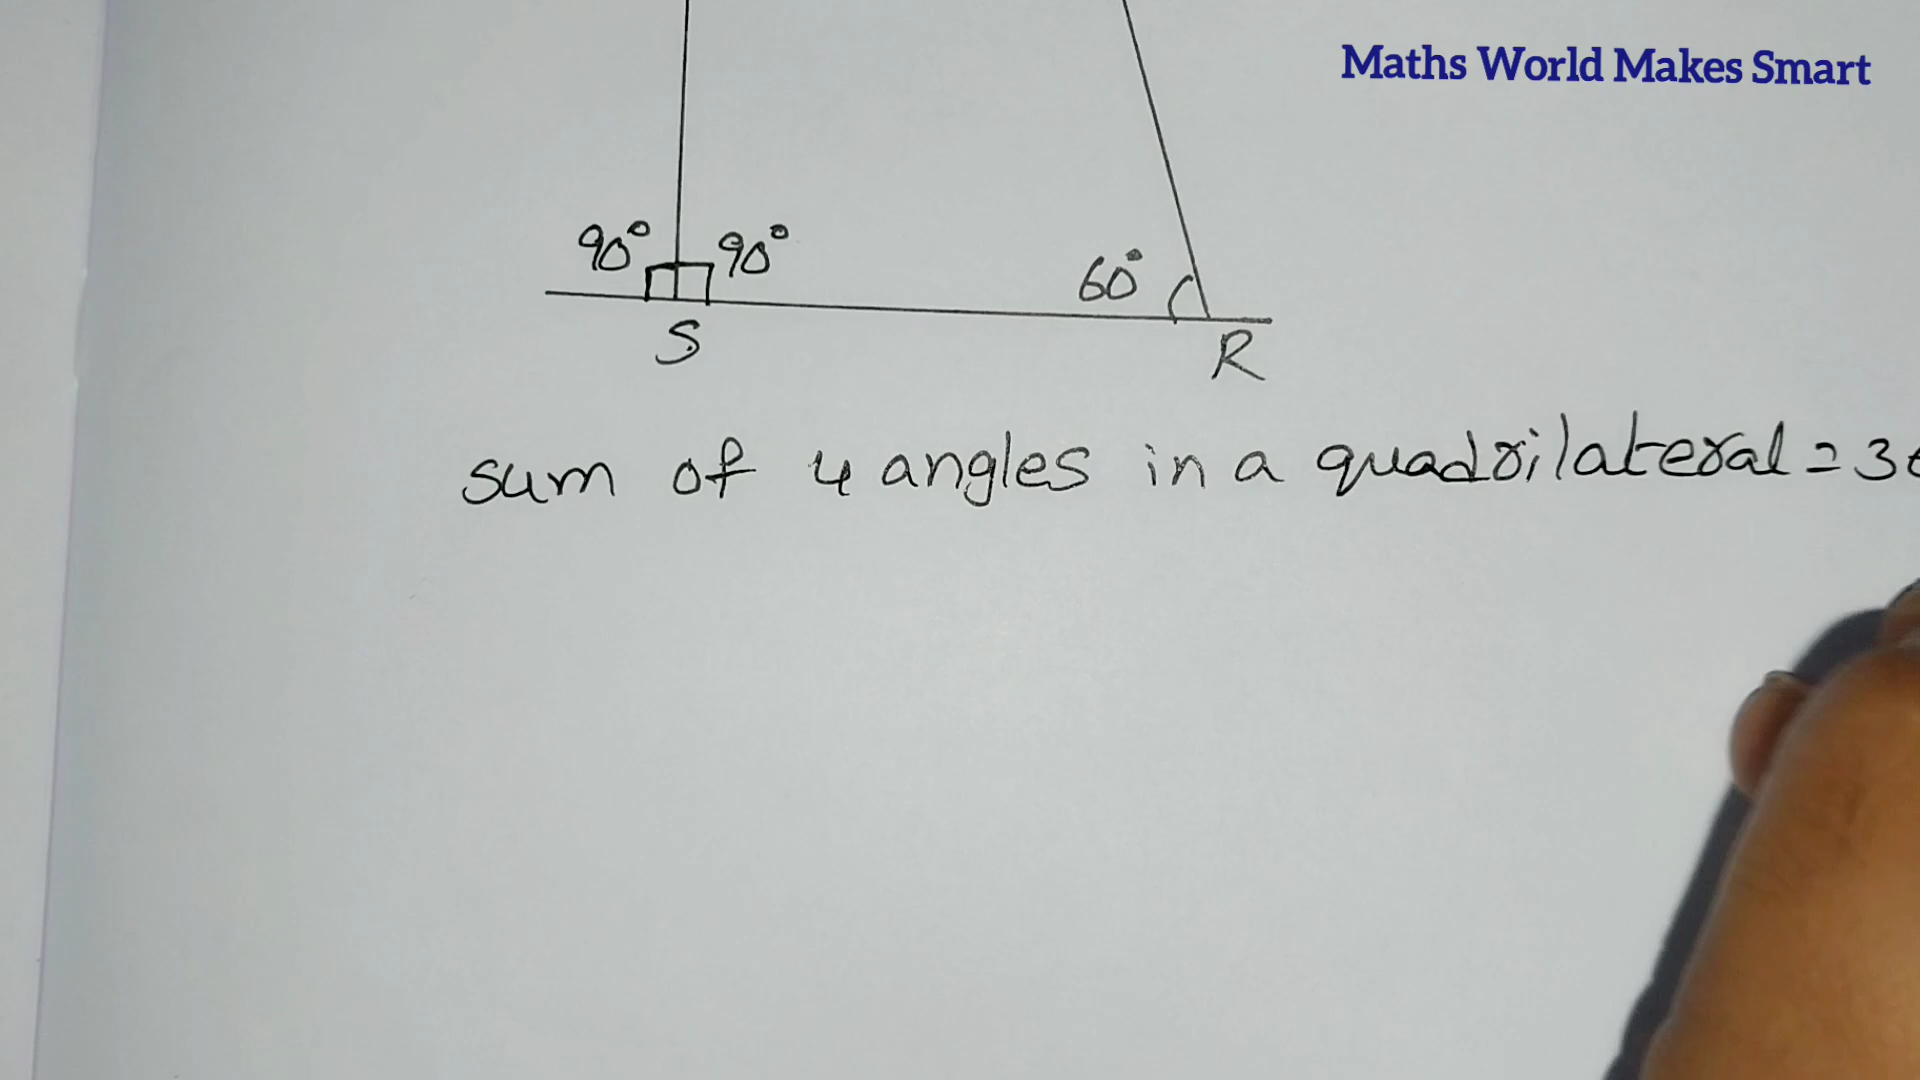 Maths World Makes Smart
90° 90° 60°
S R
sum of 4 angles in a quadrilateral = 3